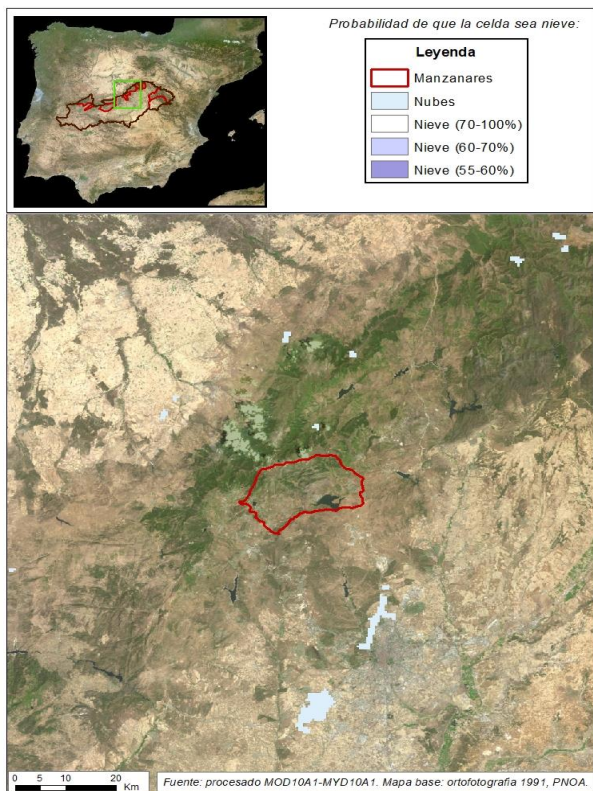 Probabilidad de que la celda sea nieve:
Leyenda
Manzanares
Nubes
Nieve (70-100%)
Nieve (60-70%)
Nieve (55-60%)
0 5 10 20
Km
Fuente: procesado MOD10A1-MYD10A1. Mapa base: ortofotografia 1991, PNOA.